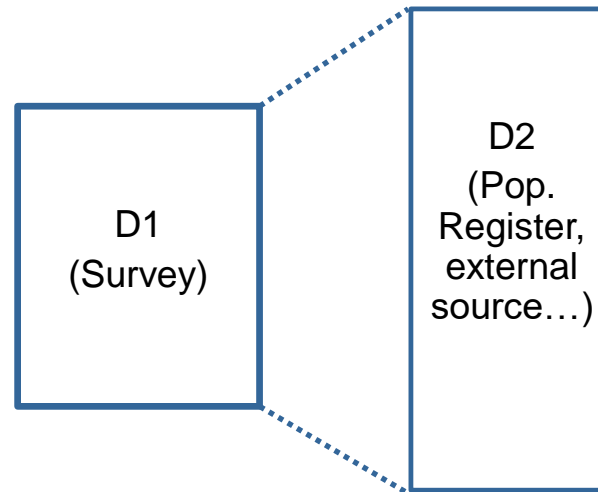 D1
(Survey)
D2
(Pop.
Register,
external
source…)